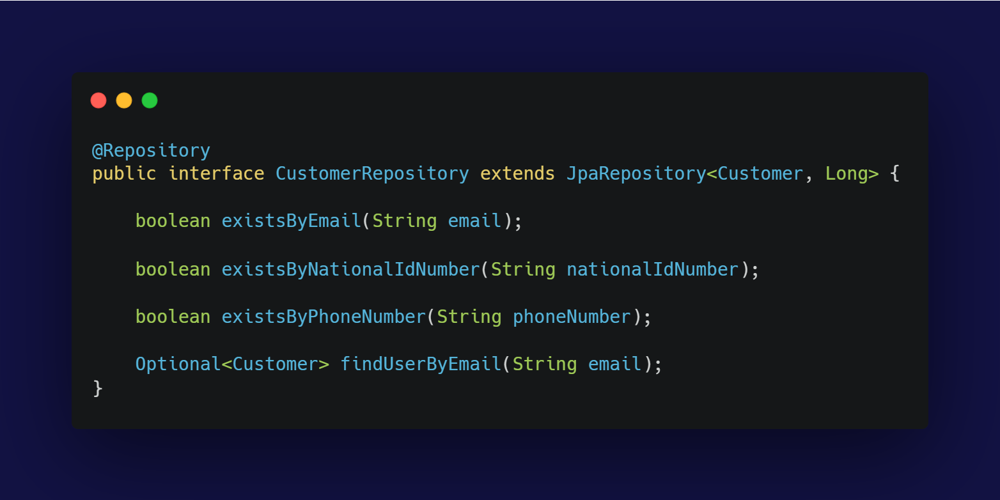 @Repository
public interface CustomerRepository extends JpaRepository<Customer, Long> {
boolean existsByEmail(String email);
boolean existsByNationalIdNumber(String nationalIdNumber);
boolean existsByPhoneNumber(String phoneNumber);
Optional<Customer> findUserByEmail(String email);
}